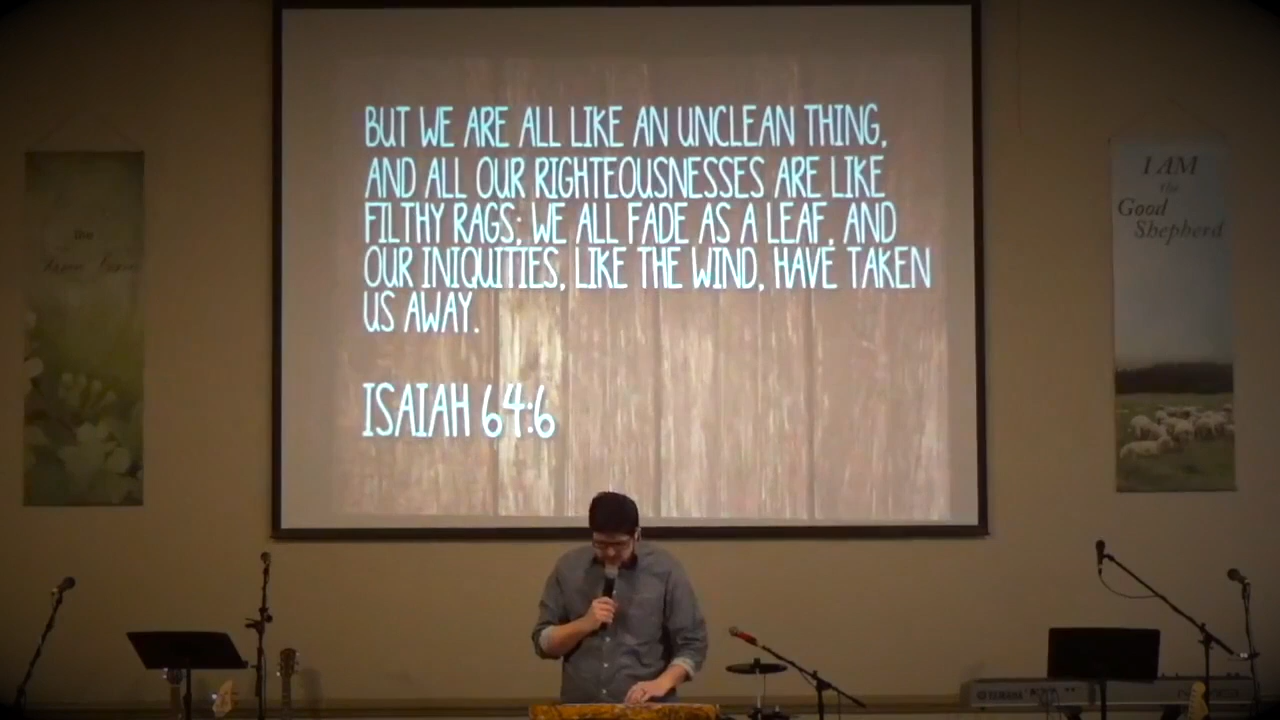 BUT WE ARE ALL LIKE AN UNCLEAN THING,
AND ALL OUR RIGHTEOUSNESSES ARE LIKE
FILTHY RAGS; WE ALL FADE AS A LEAF, AND
OUR INIQUITIES, LIKE THE WIND, HAVE TAKEN
US AWAY.
ISAIAH 64:6
I AM
the
Good
Shepherd
the
YAMAHA